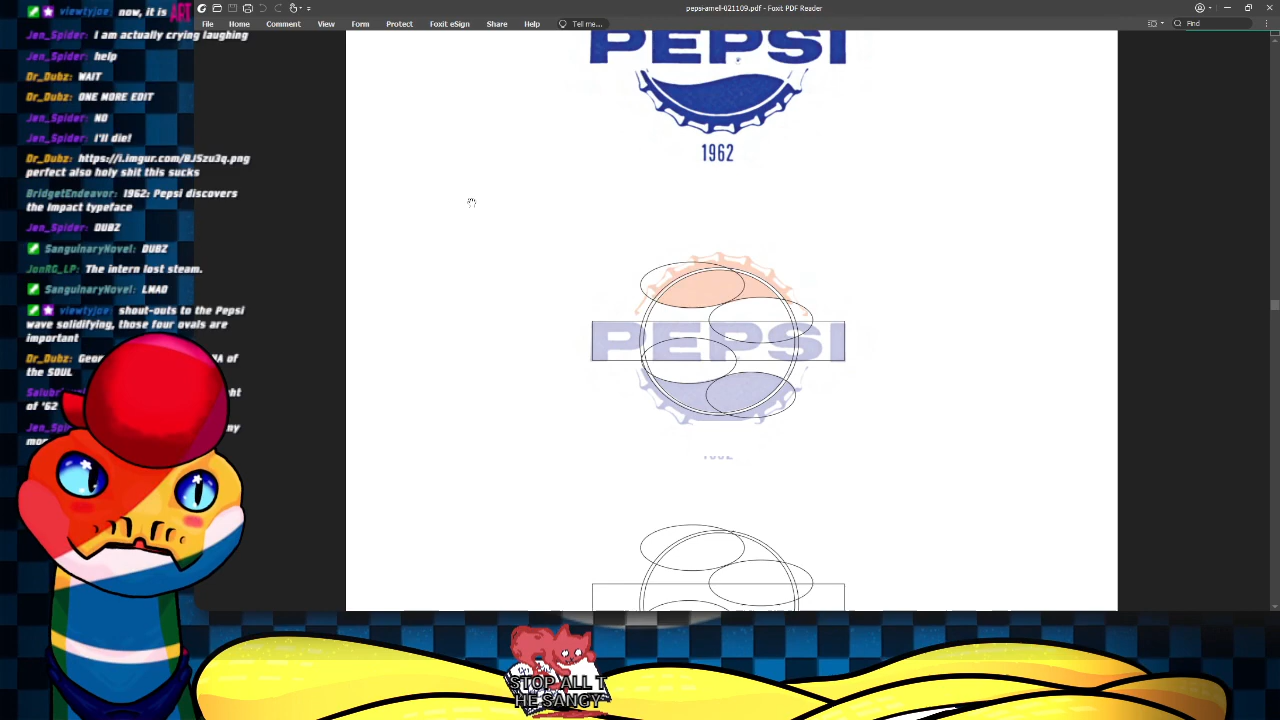 viewtyjoe: now, it is ART
Jen_Spider: I am actually crying laughing
Jen_Spider: help
Dr_Dubz: WAIT
Dr_Dubz: ONE MORE EDIT
Jen_Spider: NO
Jen_Spider: I'll die!
Dr_Dubz: https://i.imgur.com/BJ5zu3q.png
perfect also holy shit this sucks
BridgetEndeavor: 1962: Pepsi discovers
the Impact typeface
Jen_Spider: DUBZ
SanguinaryNovel: DUBZ
JonRG_LP: The intern lost steam.
SanguinaryNovel: LMAO
viewtyjoe: shout-outs to the Pepsi
wave solidifying, those four ovals are
important
Dr_Dubz: of
the SOUL
of '62
pepsi-arnell-021109.pdf - Foxit PDF Reader
File Home Comment View Form Protect Foxit eSign Share Help Tell me... Find
PEPSI
1962
PEPSI
STOP ALL T
HE SANGY